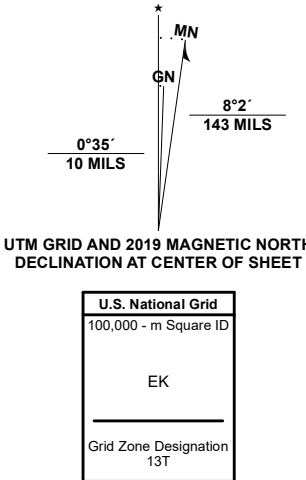 ★
MN
GN
8°2´
143 MILS
0°35´
10 MILS
UTM GRID AND 2019 MAGNETIC NORTH
DECLINATION AT CENTER OF SHEET
U.S. National Grid
100,000 - m Square ID
EK
Grid Zone Designation
13T